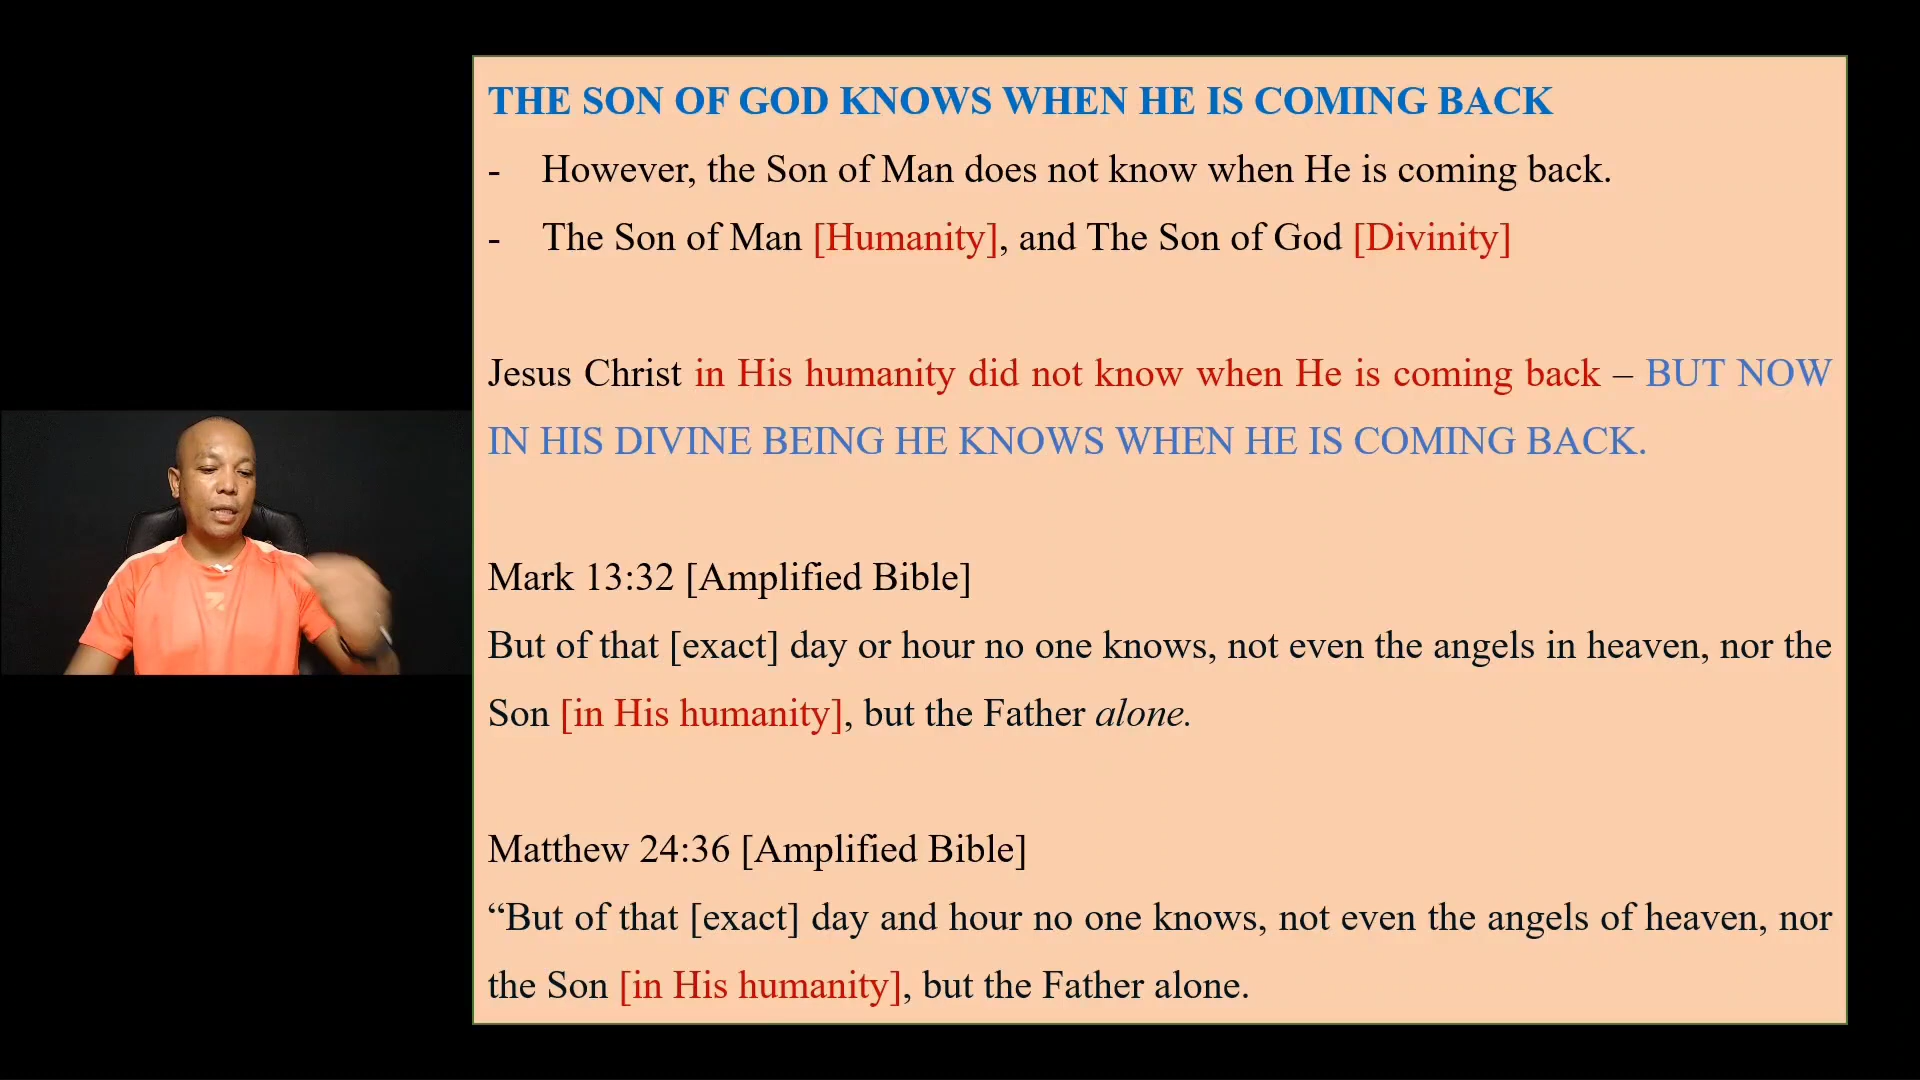 THE SON OF GOD KNOWS WHEN HE IS COMING BACK
- However, the Son of Man does not know when He is coming back.
- The Son of Man [Humanity], and The Son of God [Divinity]
Jesus Christ in His humanity did not know when He is coming back – BUT NOW
IN HIS DIVINE BEING HE KNOWS WHEN HE IS COMING BACK.
Mark 13:32 [Amplified Bible]
But of that [exact] day or hour no one knows, not even the angels in heaven, nor the
Son [in His humanity], but the Father alone.
Matthew 24:36 [Amplified Bible]
“But of that [exact] day and hour no one knows, not even the angels of heaven, nor
the Son [in His humanity], but the Father alone.